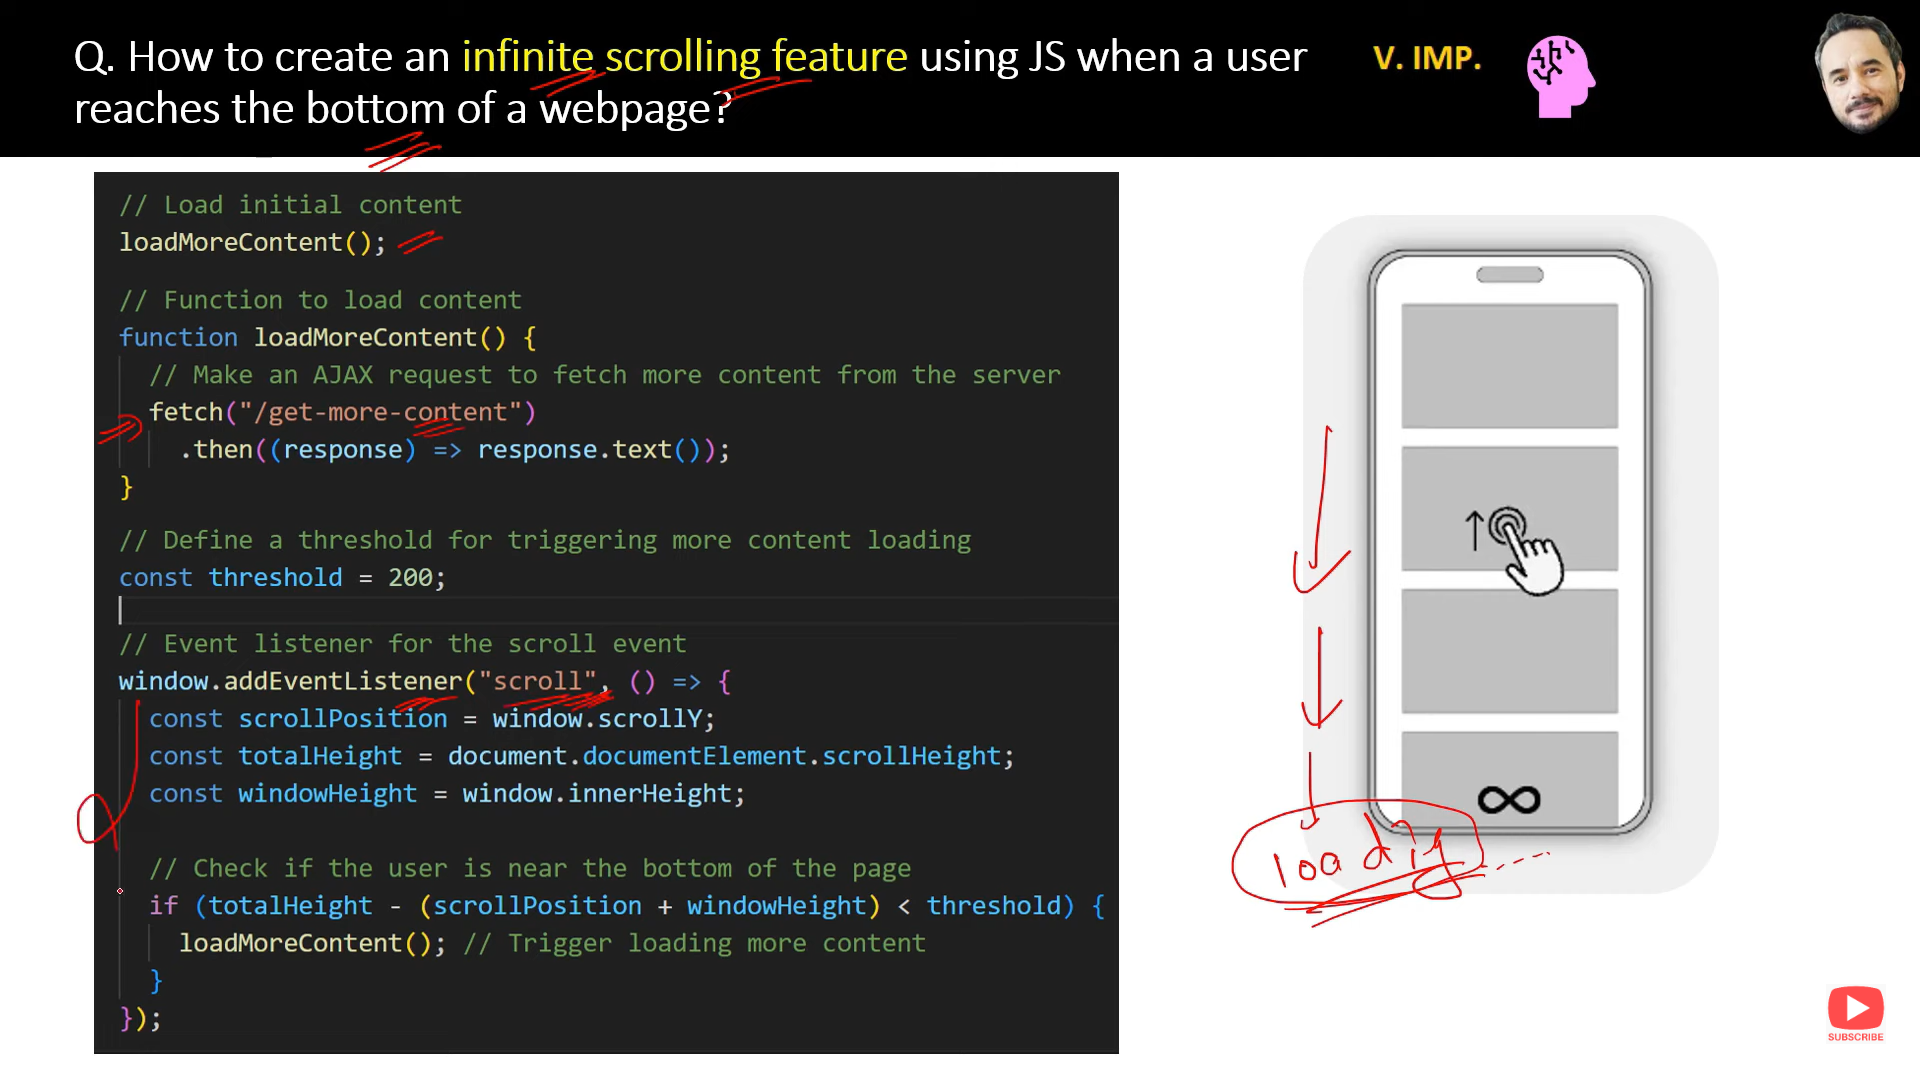 Q. How to create an infinite scrolling feature using JS when a user
reaches the bottom of a webpage?
V. IMP.
// Load initial content
loadMoreContent();
// Function to load content
function loadMoreContent() {
// Make an AJAX request to fetch more content from the server
fetch("/get-more-content")
.then((response) => response.text());
}
// Define a threshold for triggering more content loading
const threshold = 200;
// Event listener for the scroll event
window.addEventListener("scroll", () => {
const scrollPosition = window.scrollY;
const totalHeight = document.documentElement.scrollHeight;
const windowHeight = window.innerHeight;
// Check if the user is near the bottom of the page
if (totalHeight - (scrollPosition + windowHeight) < threshold) {
loadMoreContent(); // Trigger loading more content
}
});
loading
SUBSCRIBE